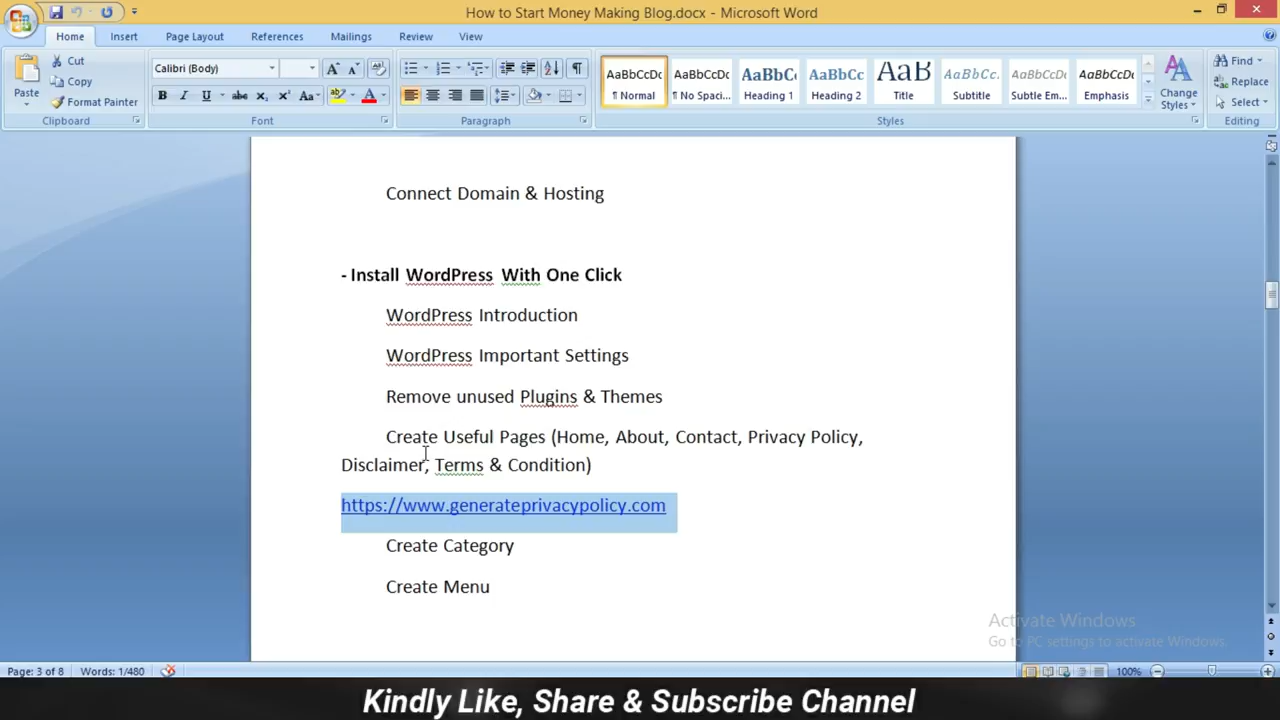 How to Start Money Making Blog.docx - Microsoft Word
Home Insert Page Layout References Mailings Review View
Paste
Cut
Copy
Format Painter
Clipboard
Calibri (Body)
B I U abc x₂ x² Aa ab A
Font
Paragraph
AaBbCcDc AaBbCcDc AaBbC AaBbCc AaB AaBbCc. AaBbCcDc AaBbCcDc
¶ Normal ¶ No Spaci... Heading 1 Heading 2 Title Subtitle Subtle Em... Emphasis
Change Styles
Styles
Find
Replace
Select
Editing
Connect Domain & Hosting
- Install WordPress With One Click
WordPress Introduction
WordPress Important Settings
Remove unused Plugins & Themes
Create Useful Pages (Home, About, Contact, Privacy Policy,
Disclaimer, Terms & Condition)
https://www.generateprivacypolicy.com
Create Category
Create Menu
Activate Windows
Go to PC settings to activate Windows.
Page: 3 of 8 Words: 1/480 100%
Kindly Like, Share & Subscribe Channel